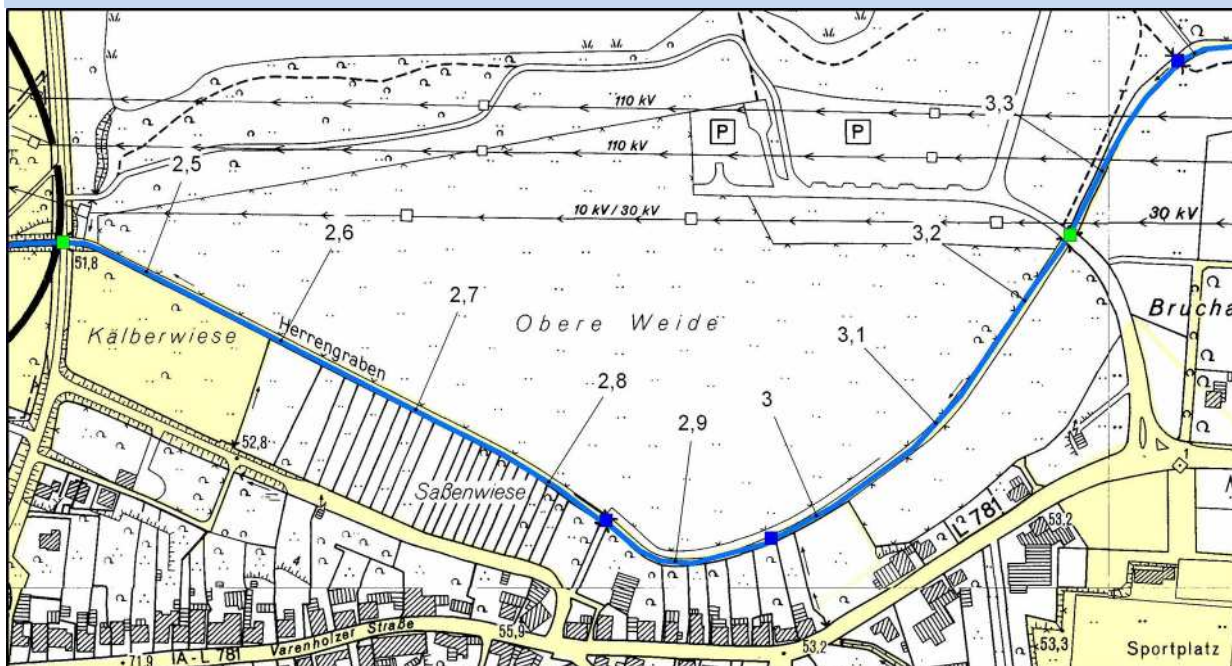 110 kV
P
P
3,3
110 kV
2,5
2,6
10 kV / 30 kV
30 kV
3,2
51,8
2,7
Obere Weide
Brucha
Kälberwiese
Herrengraben
3,1
2,8
3
2,9
52,8
1
Saßenwiese
L 781
53,2
4
55,9
53,2
53,3
Varenholzer Straße
IA - L 781
71,9
Sportplatz